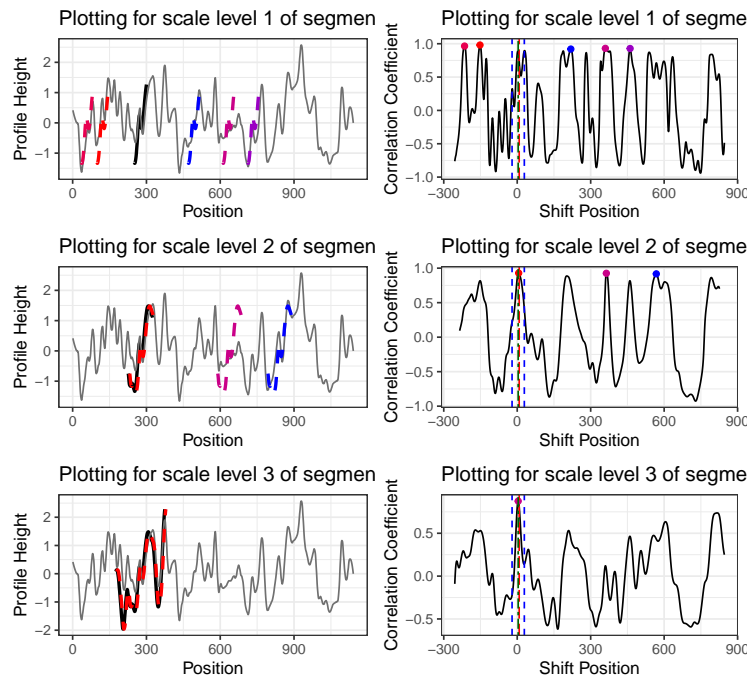 Plotting for scale level 1 of segmen
Profile Height
2
1
0
−1
0
300
600
900
Position
Plotting for scale level 1 of segme
Correlation Coefficient
1.0
0.5
0.0
−0.5
−1.0
−300
0
300
600
900
Shift Position
Plotting for scale level 2 of segmen
Profile Height
2
1
0
−1
0
300
600
900
Position
Plotting for scale level 2 of segme
Correlation Coefficient
1.0
0.5
0.0
−0.5
−1.0
−300
0
300
600
900
Shift Position
Plotting for scale level 3 of segmen
Profile Height
2
1
0
−1
−2
0
300
600
900
Position
Plotting for scale level 3 of segme
Correlation Coefficient
0.5
0.0
−0.5
−300
0
300
600
900
Shift Position